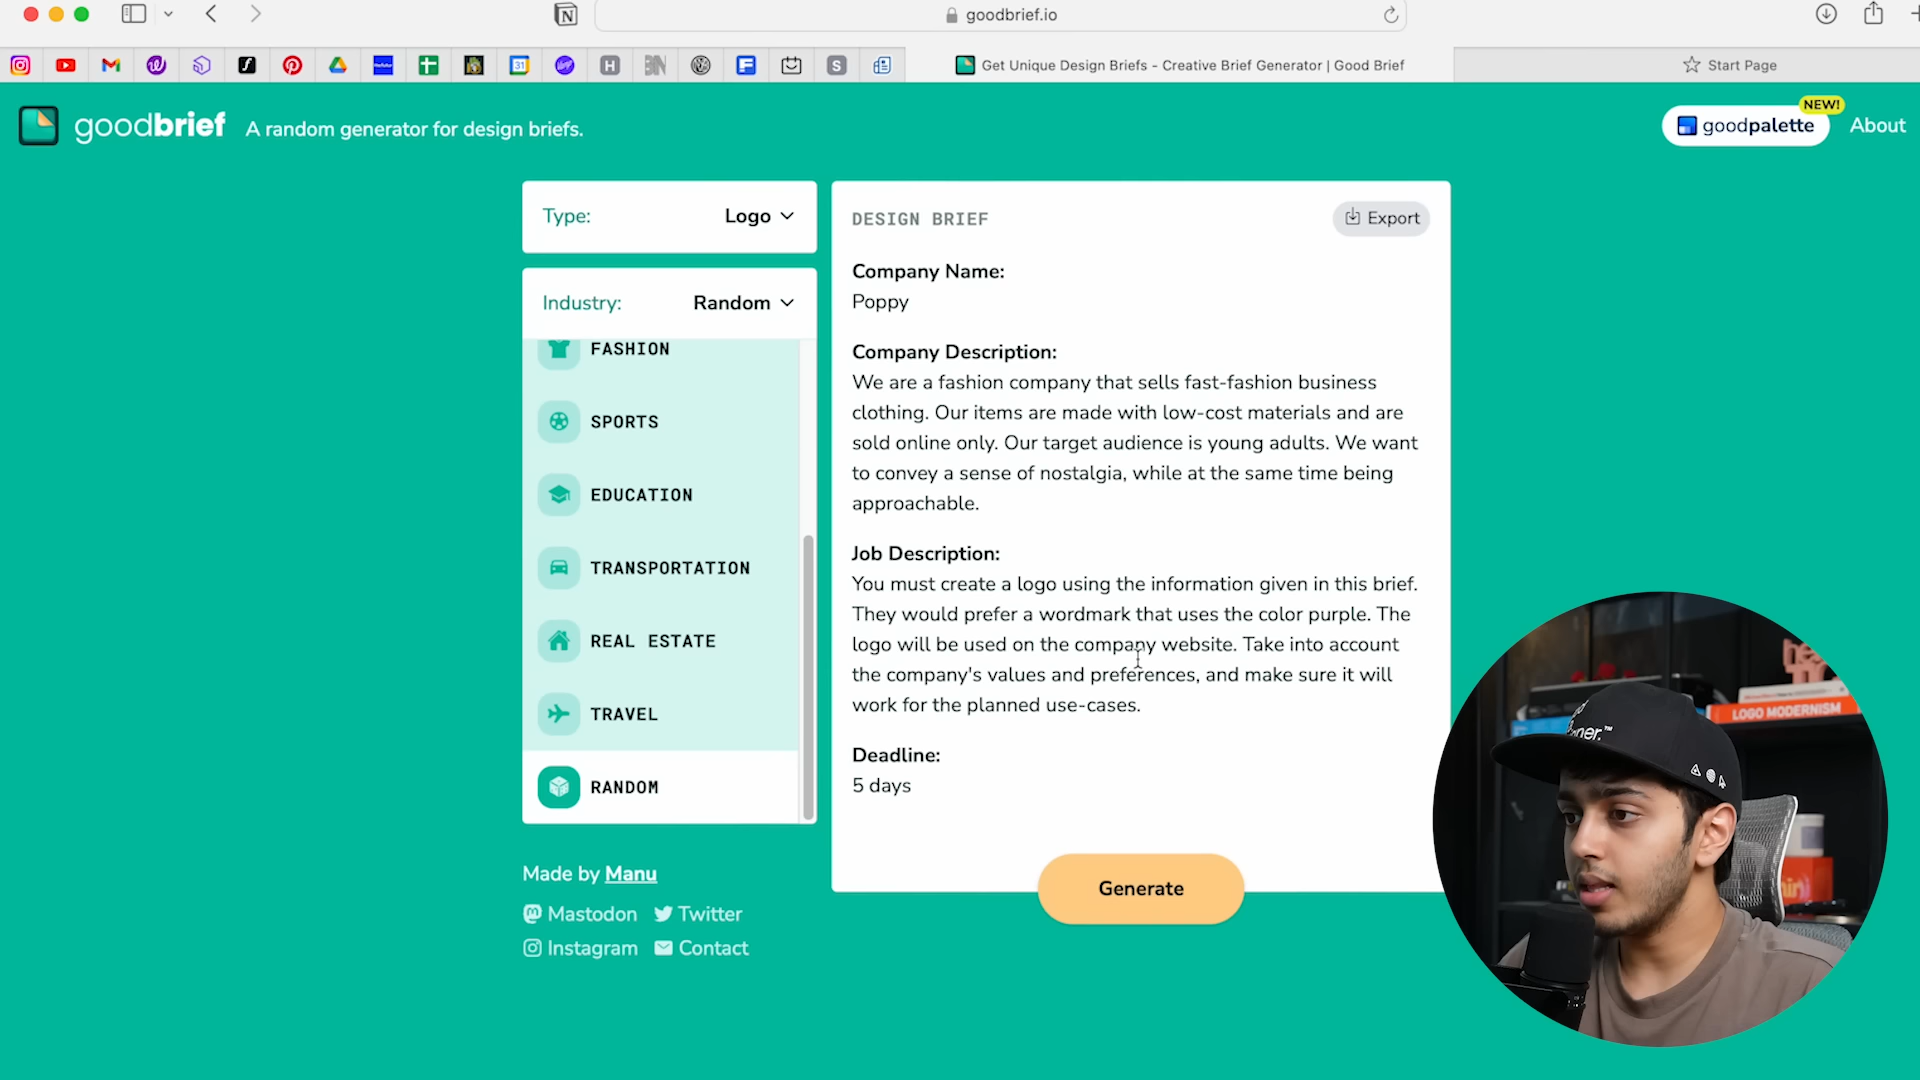 goodbrief.io
31
H
S
Get Unique Design Briefs - Creative Brief Generator | Good Brief
Start Page
goodbrief
A random generator for design briefs.
NEW!
goodpalette
About
Type:
Logo
Industry:
Random
FASHION
SPORTS
EDUCATION
TRANSPORTATION
REAL ESTATE
TRAVEL
RANDOM
Made by Manu
Mastodon
Twitter
Instagram
Contact
DESIGN BRIEF
Export
Company Name:
Poppy
Company Description:
We are a fashion company that sells fast-fashion business
clothing. Our items are made with low-cost materials and are
sold online only. Our target audience is young adults. We want
to convey a sense of nostalgia, while at the same time being
approachable.
Job Description:
You must create a logo using the information given in this brief.
They would prefer a wordmark that uses the color purple. The
logo will be used on the company website. Take into account
the company's values and preferences, and make sure it will
work for the planned use-cases.
Deadline:
5 days
Generate
LOGO MODERNISM